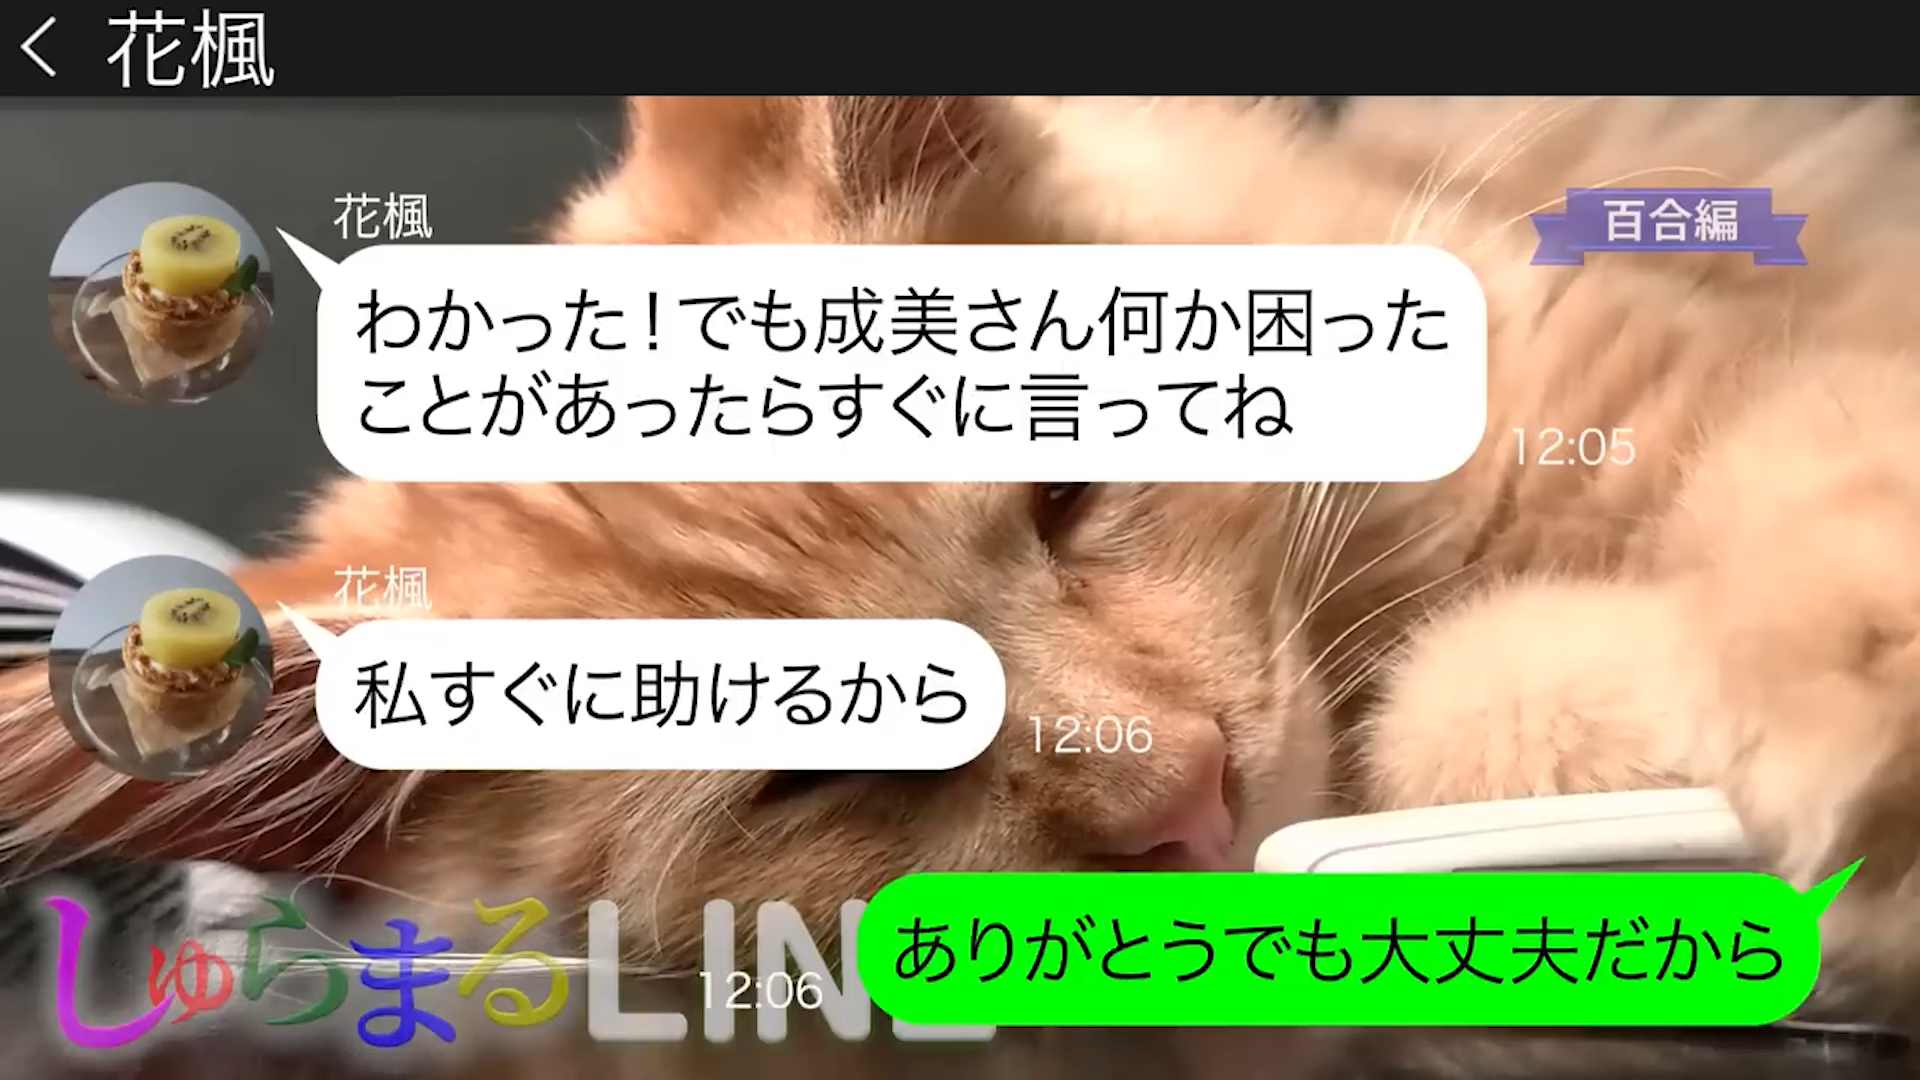 花楓
百合編
花楓
わかった！でも成美さん何か困った
ことがあったらすぐに言ってね
12:05
花楓
私すぐに助けるから
12:06
ありがとうでも大丈夫だから
12:06
しゅらまるLINE